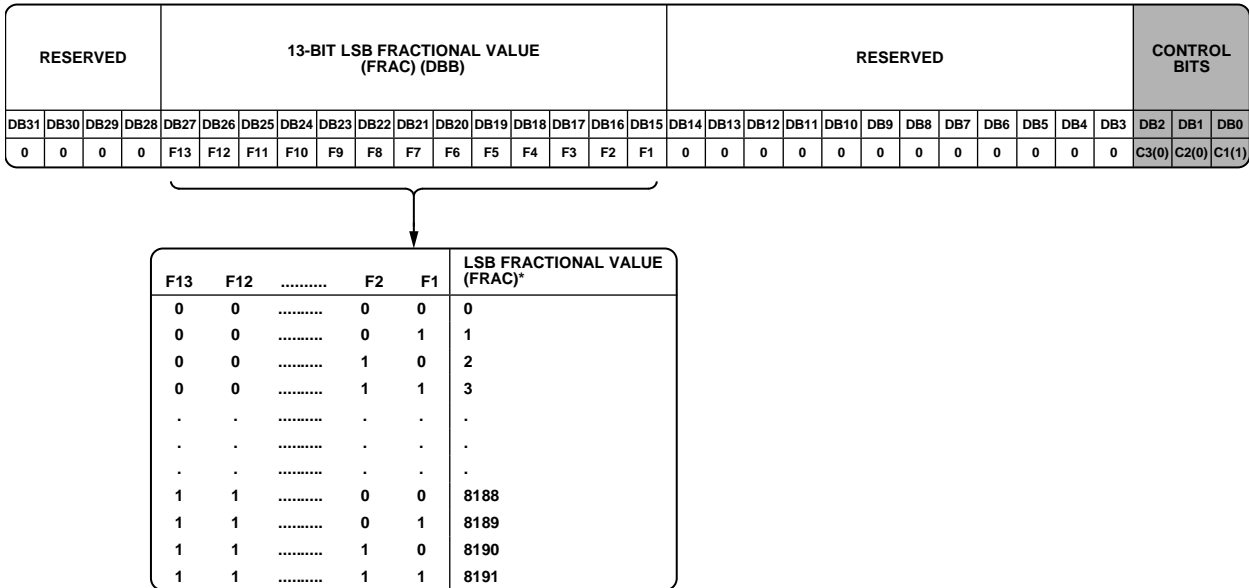 RESERVED
13-BIT LSB FRACTIONAL VALUE
(FRAC) (DBB)
RESERVED
CONTROL
BITS
DB31 DB30 DB29 DB28 DB27 DB26 DB25 DB24 DB23 DB22 DB21 DB20 DB19 DB18 DB17 DB16 DB15 DB14 DB13 DB12 DB11 DB10 DB9 DB8 DB7 DB6 DB5 DB4 DB3 DB2 DB1 DB0
0 0 0 0 F13 F12 F11 F10 F9 F8 F7 F6 F5 F4 F3 F2 F1 0 0 0 0 0 0 0 0 0 0 0 0 C3(0) C2(0) C1(1)
LSB FRACTIONAL VALUE
F13 F12 .......... F2 F1 (FRAC)*
0 0 .......... 0 0 0
0 0 .......... 0 1 1
0 0 .......... 1 0 2
0 0 .......... 1 1 3
. . .......... . . .
. . .......... . . .
. . .......... . . .
1 1 .......... 0 0 8188
1 1 .......... 0 1 8189
1 1 .......... 1 0 8190
1 1 .......... 1 1 8191